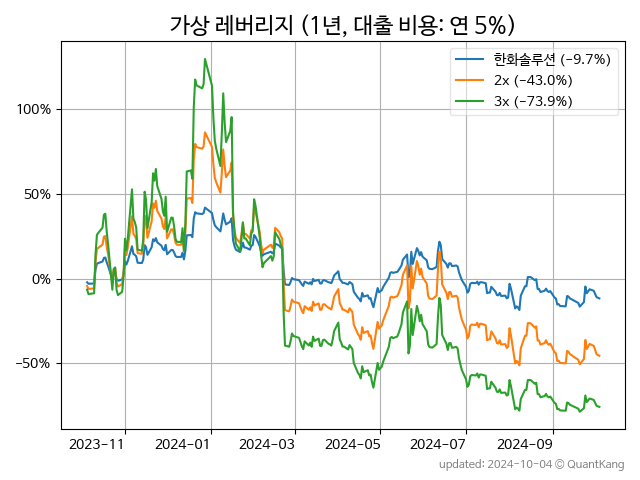 가상 레버리지 (1년, 대출 비용: 연 5%)
한화솔루션 (-9.7%)
2x (-43.0%)
3x (-73.9%)
100%
50%
0%
-50%
2023-11
2024-01
2024-03
2024-05
2024-07
2024-09
updated: 2024-10-04 © QuantKang